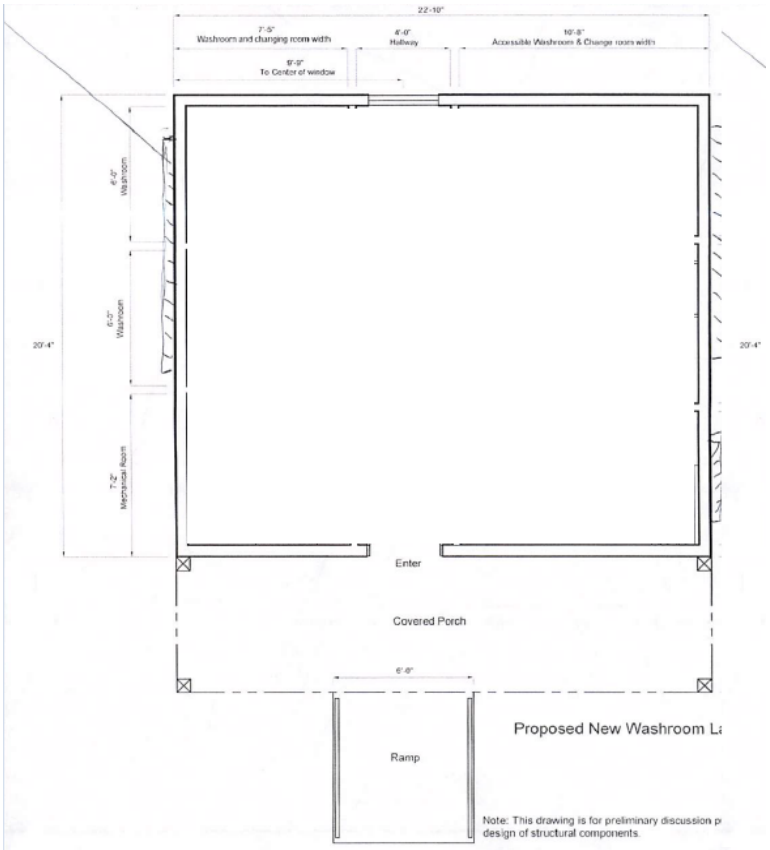 22'-10"
7'-5"
Washroom and changing room width
4'-0"
Hallway
10'-8"
Accessible Washroom & Change room width
9'-9"
To Center of window
6'-0"
Washroom
6'-0"
Washroom
20'-4"
20'-4"
7'-2"
Mechanical Room
Enter
Covered Porch
6'-0"
Ramp
Proposed New Washroom La
Note: This drawing is for preliminary discussion p
design of structural components.